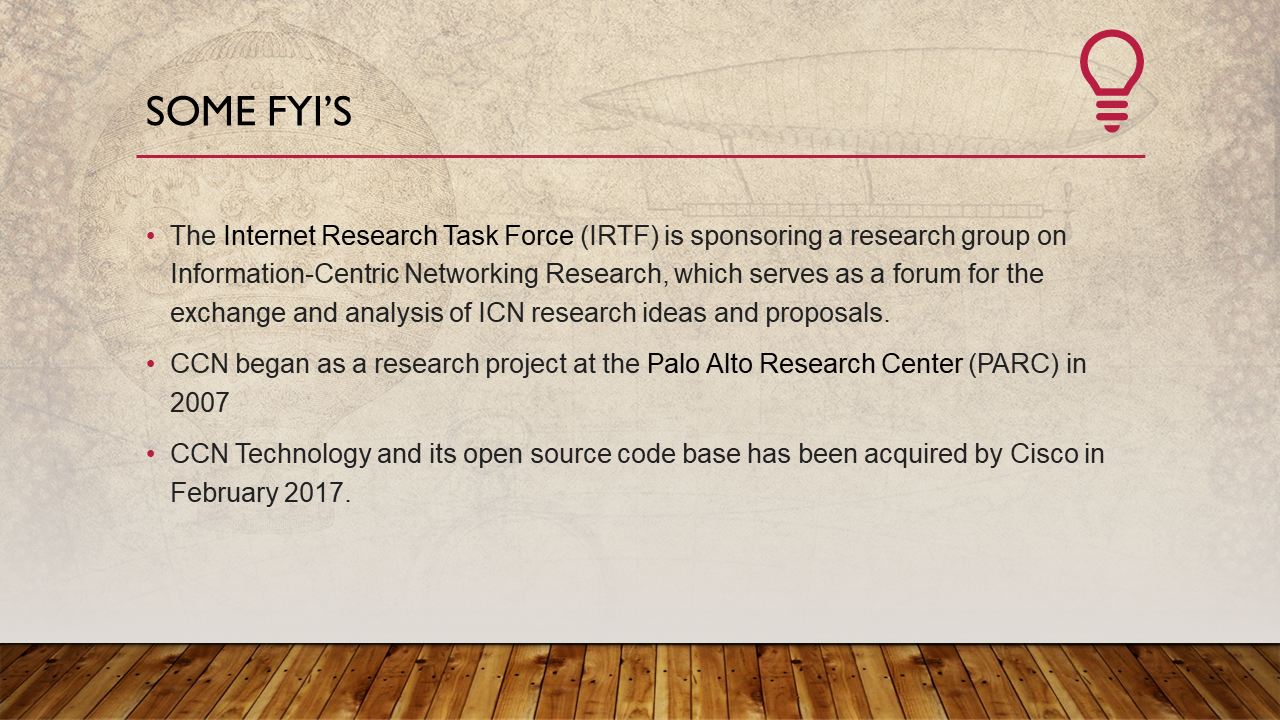 SOME FYI’S
• The Internet Research Task Force (IRTF) is sponsoring a research group on
Information-Centric Networking Research, which serves as a forum for the
exchange and analysis of ICN research ideas and proposals.
• CCN began as a research project at the Palo Alto Research Center (PARC) in
2007
• CCN Technology and its open source code base has been acquired by Cisco in
February 2017.